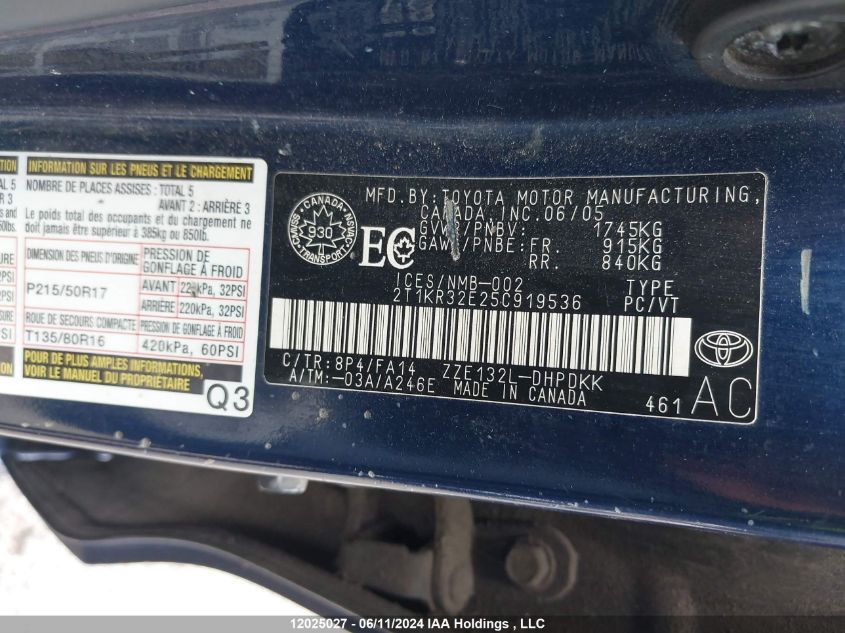 INFORMATION SUR LES PNEUS ET LE CHARGEMENT
NOMBRE DE PLACES ASSISES : TOTAL 5
AVANT 2 : ARRIÈRE 3
Le poids total des occupants et du chargement ne
doit jamais être supérieur à 385kg ou 850lb.
DIMENSION DES PNEUS D'ORIGINE
PRESSION DE
GONFLAGE À FROID
P215/50R17
AVANT 220kPa, 32PSI
ARRIÈRE 220kPa, 32PSI
ROUE DE SECOURS COMPACTE
PRESSION DE GONFLAGE À FROID
T135/80R16
420kPa, 60PSI
POUR DE PLUS AMPLES INFORMATIONS,
VOIR LE MANUEL DU PROPRIÉTAIRE
Q3
CANADA
930
TRANSPORT
EC
MFD.BY:TOYOTA MOTOR MANUFACTURING,
CANADA, INC.06/05
GVWR/PNBV: 1745KG
GAWR/PNBE:FR. 915KG
RR. 840KG
ICES/NMB-002 TYPE
2T1KR32E25C919536 PC/VT
C/TR:8P4/FA14 ZZE132L-DHPDKK
A/TM:-03A/A246E MADE IN CANADA
461 AC
12025027 - 06/11/2024 IAA Holdings , LLC